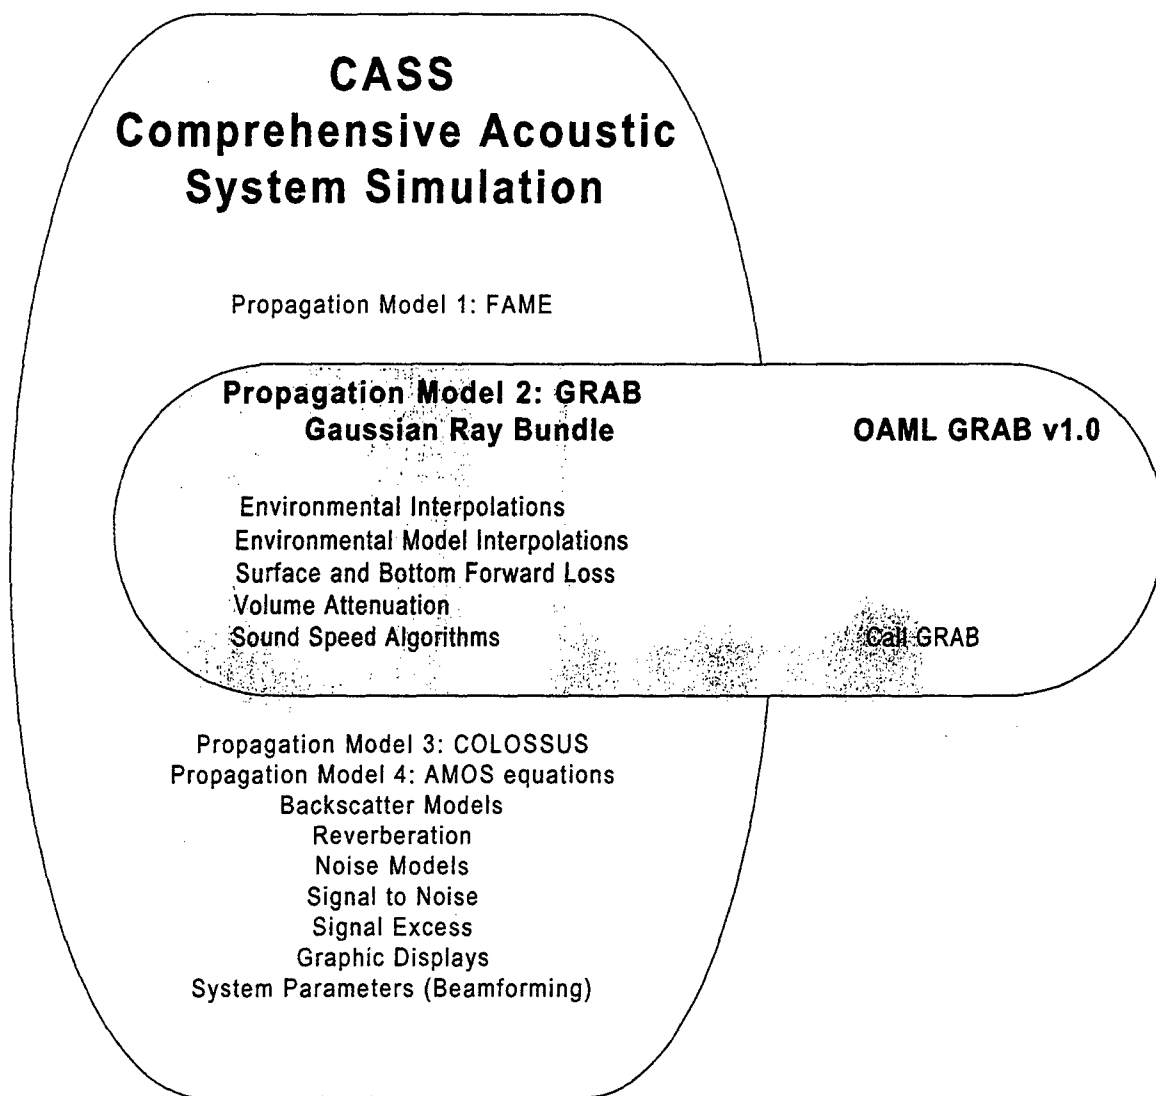 CASS
Comprehensive Acoustic
System Simulation
Propagation Model 1: FAME
Propagation Model 2: GRAB
Gaussian Ray Bundle
OAML GRAB v1.0
Environmental Interpolations
Environmental Model Interpolations
Surface and Bottom Forward Loss
Volume Attenuation
Sound Speed Algorithms
Call GRAB
Propagation Model 3: COLOSSUS
Propagation Model 4: AMOS equations
Backscatter Models
Reverberation
Noise Models
Signal to Noise
Signal Excess
Graphic Displays
System Parameters (Beamforming)